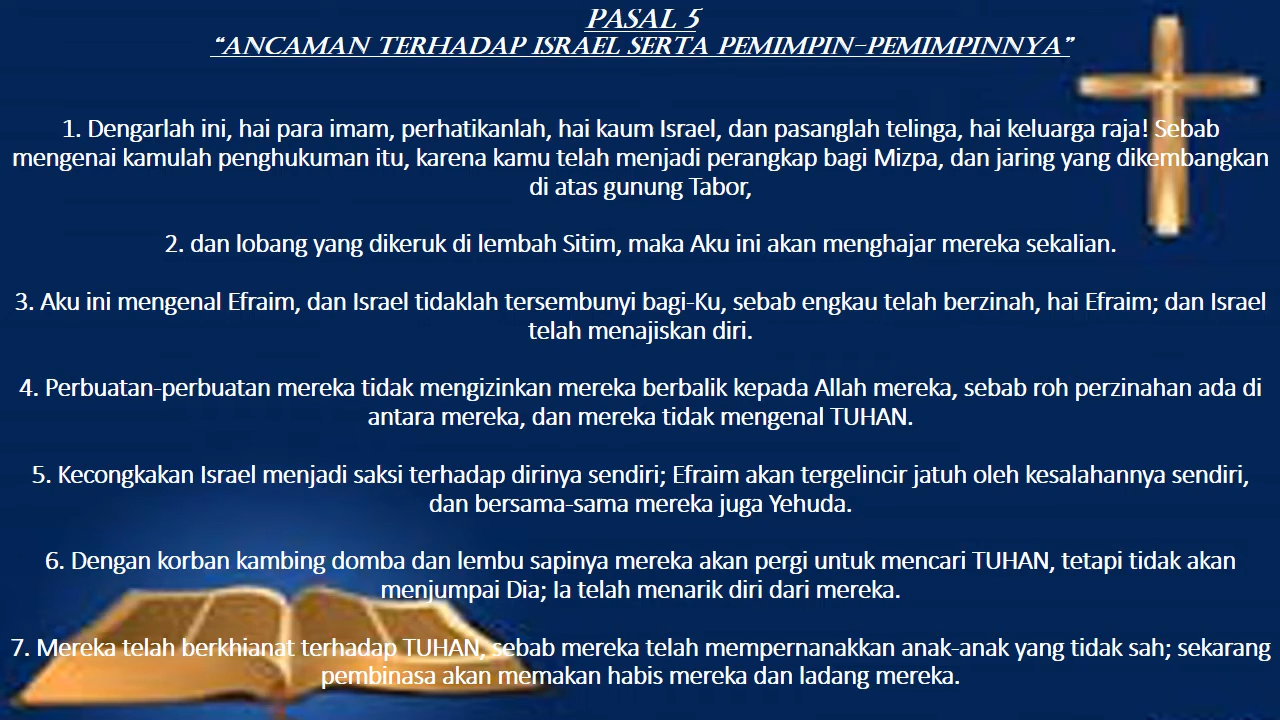 PASAL 5
“ANCAMAN TERHADAP ISRAEL SERTA PEMIMPIN-PEMIMPINNYA”
1. Dengarlah ini, hai para imam, perhatikanlah, hai kaum Israel, dan pasanglah telinga, hai keluarga raja! Sebab
mengenai kamulah penghukuman itu, karena kamu telah menjadi perangkap bagi Mizpa, dan jaring yang dikembangkan
di atas gunung Tabor,
2. dan lobang yang dikeruk di lembah Sitim, maka Aku ini akan menghajar mereka sekalian.
3. Aku ini mengenal Efraim, dan Israel tidaklah tersembunyi bagi-Ku, sebab engkau telah berzinah, hai Efraim; dan Israel
telah menajiskan diri.
4. Perbuatan-perbuatan mereka tidak mengizinkan mereka berbalik kepada Allah mereka, sebab roh perzinahan ada di
antara mereka, dan mereka tidak mengenal TUHAN.
5. Kecongkakan Israel menjadi saksi terhadap dirinya sendiri; Efraim akan tergelincir jatuh oleh kesalahannya sendiri,
dan bersama-sama mereka juga Yehuda.
6. Dengan korban kambing domba dan lembu sapinya mereka akan pergi untuk mencari TUHAN, tetapi tidak akan
menjumpai Dia; Ia telah menarik diri dari mereka.
7. Mereka telah berkhianat terhadap TUHAN, sebab mereka telah mempernanakkan anak-anak yang tidak sah; sekarang
pembinasa akan memakan habis mereka dan ladang mereka.